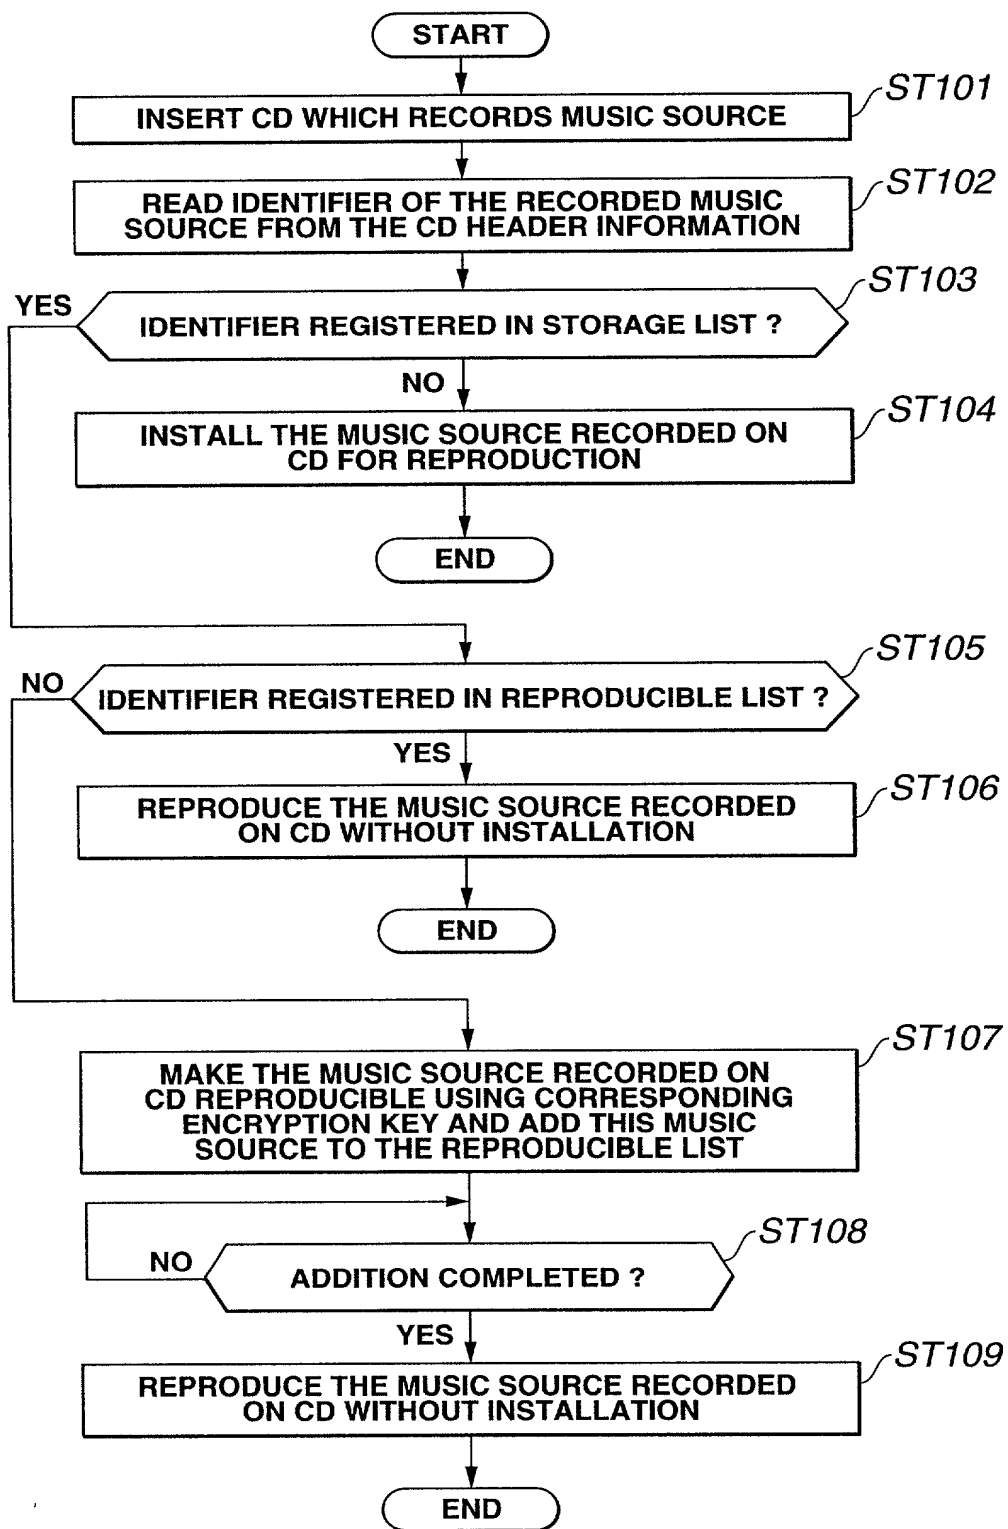 START
ST101
INSERT CD WHICH RECORDS MUSIC SOURCE
ST102
READ IDENTIFIER OF THE RECORDED MUSIC
SOURCE FROM THE CD HEADER INFORMATION
ST103
YES
IDENTIFIER REGISTERED IN STORAGE LIST ?
NO
ST104
INSTALL THE MUSIC SOURCE RECORDED ON
CD FOR REPRODUCTION
END
ST105
NO
IDENTIFIER REGISTERED IN REPRODUCIBLE LIST ?
YES
ST106
REPRODUCE THE MUSIC SOURCE RECORDED
ON CD WITHOUT INSTALLATION
END
ST107
MAKE THE MUSIC SOURCE RECORDED ON
CD REPRODUCIBLE USING CORRESPONDING
ENCRYPTION KEY AND ADD THIS MUSIC
SOURCE TO THE REPRODUCIBLE LIST
ST108
NO
ADDITION COMPLETED ?
YES
ST109
REPRODUCE THE MUSIC SOURCE RECORDED
ON CD WITHOUT INSTALLATION
END